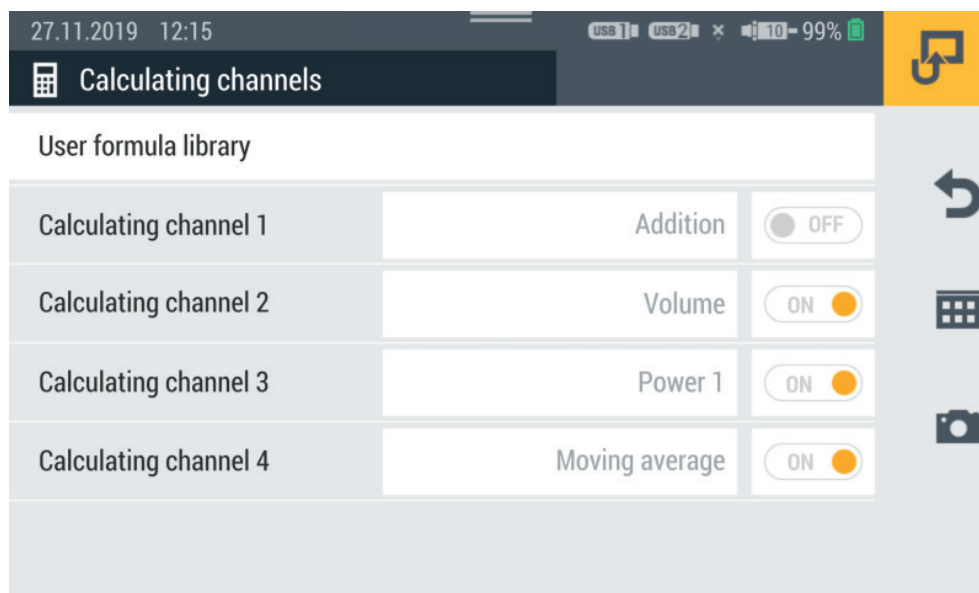 27.11.2019 12:15 USB 1 USB 2 10 99%
Calculating channels
User formula library
Calculating channel 1 Addition OFF
Calculating channel 2 Volume ON
Calculating channel 3 Power 1 ON
Calculating channel 4 Moving average ON